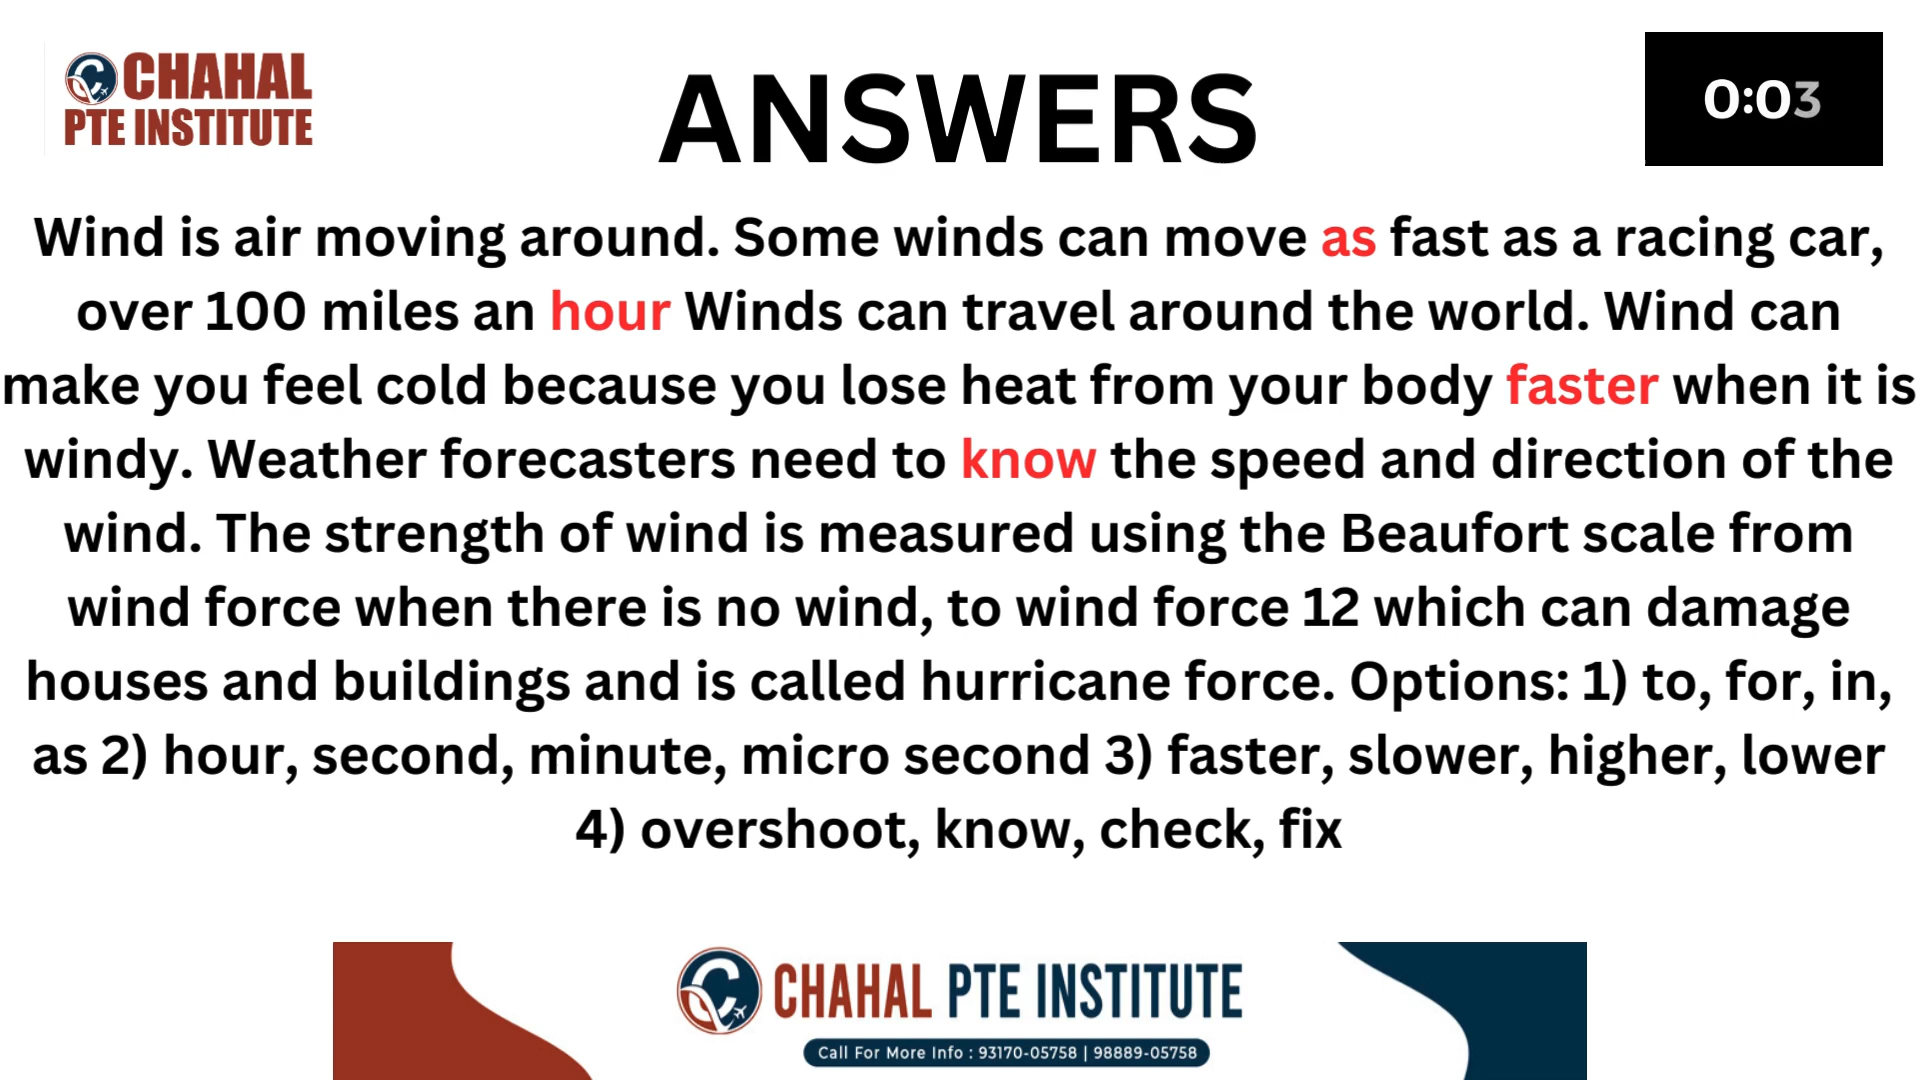 CHAHAL
PTE INSTITUTE
ANSWERS
0:03
Wind is air moving around. Some winds can move as fast as a racing car,
over 100 miles an hour Winds can travel around the world. Wind can
make you feel cold because you lose heat from your body faster when it is
windy. Weather forecasters need to know the speed and direction of the
wind. The strength of wind is measured using the Beaufort scale from
wind force when there is no wind, to wind force 12 which can damage
houses and buildings and is called hurricane force. Options: 1) to, for, in,
as 2) hour, second, minute, micro second 3) faster, slower, higher, lower
4) overshoot, know, check, fix
CHAHAL PTE INSTITUTE
Call For More Info : 93170-05758 | 98889-05758